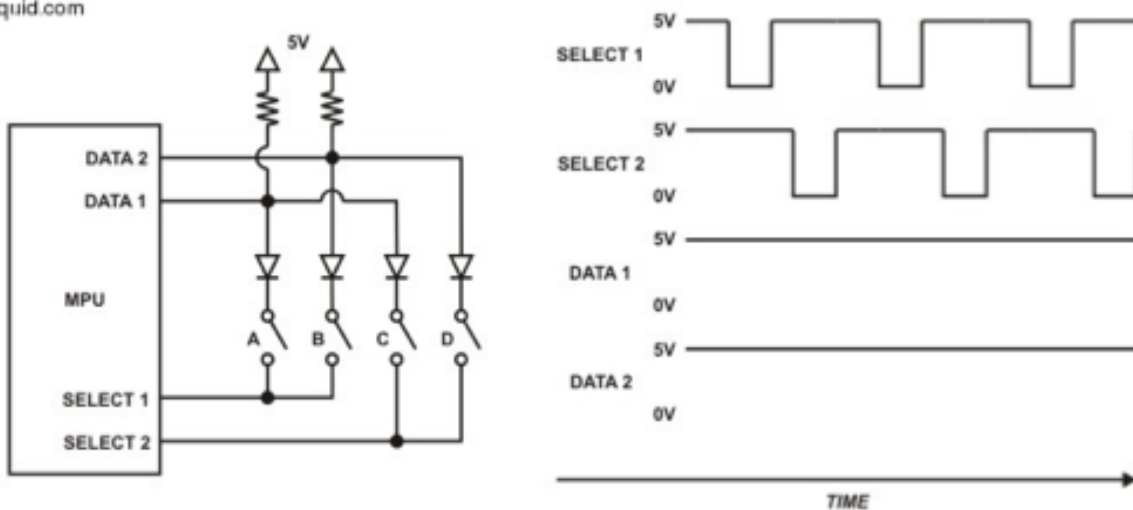 quid.com
5V
DATA 2
DATA 1
MPU
A B C D
SELECT 1
SELECT 2
5V
SELECT 1
0V
5V
SELECT 2
0V
5V
DATA 1
0V
5V
DATA 2
0V
TIME